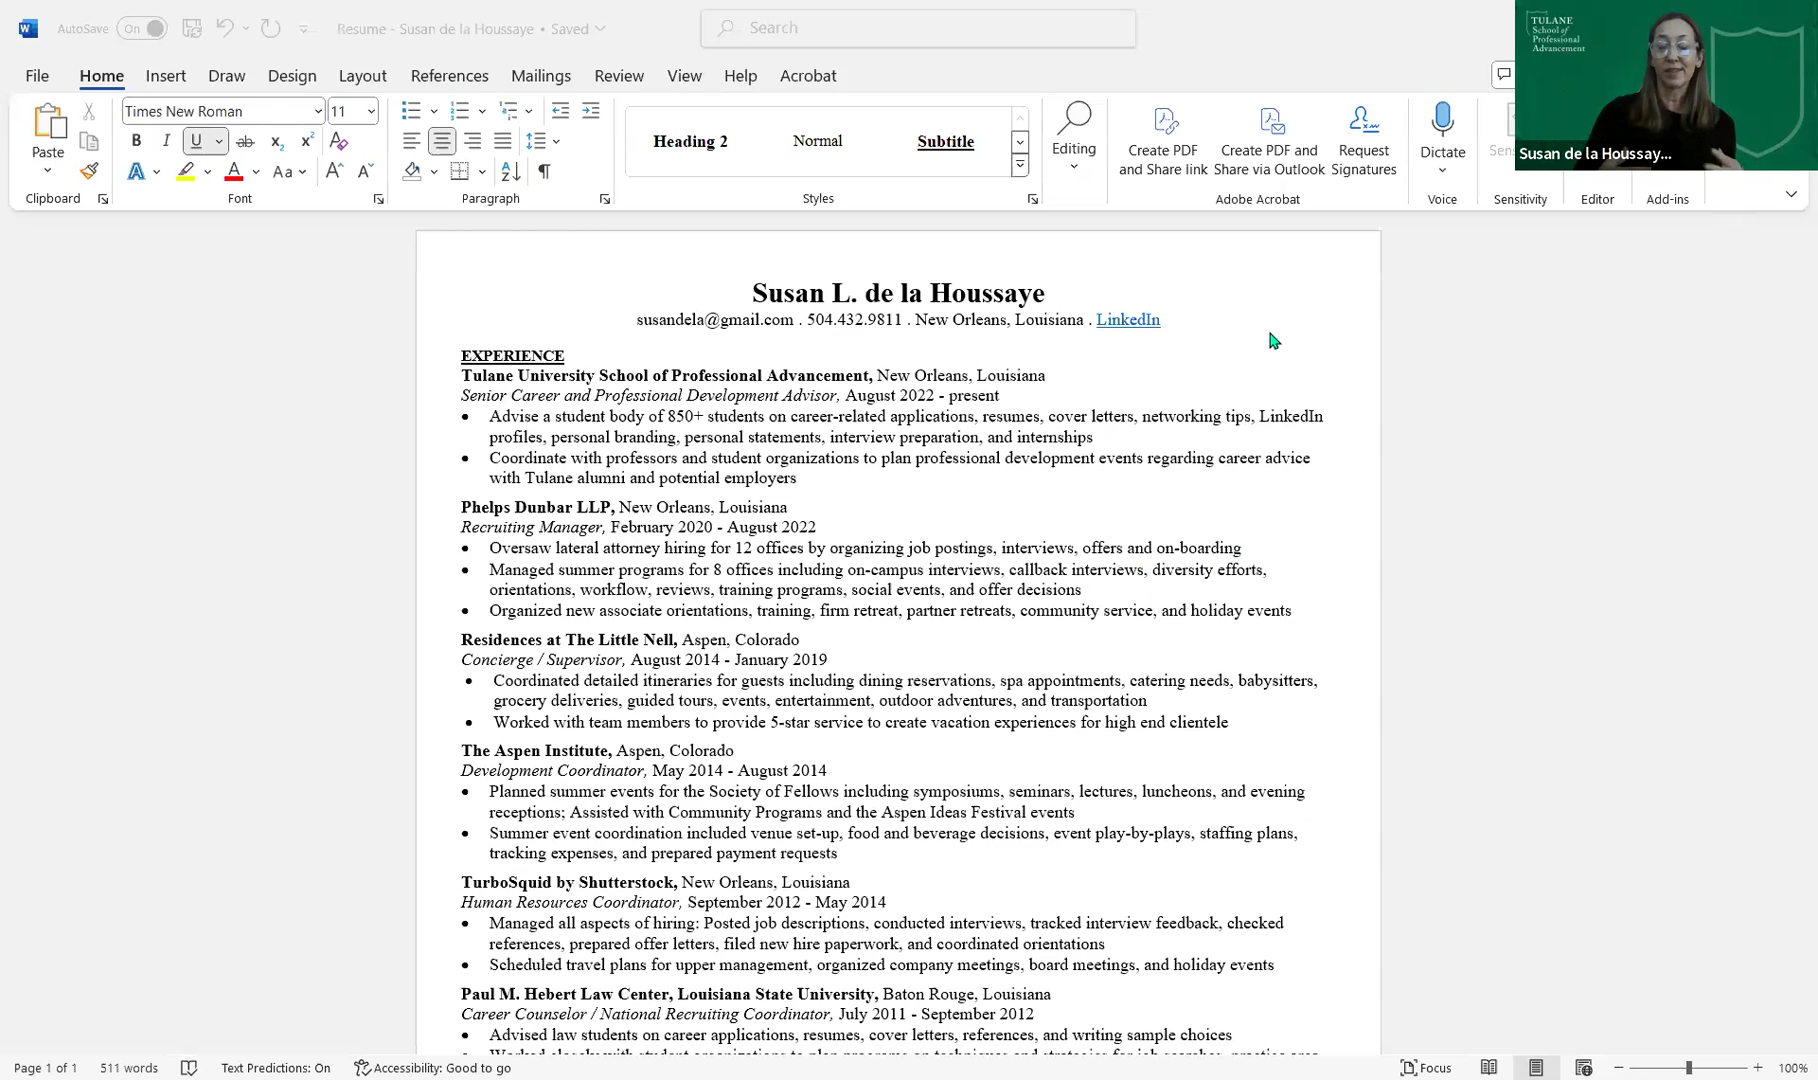 AutoSave On Resume - Susan de la Houssaye • Saved Search
File Home Insert Draw Design Layout References Mailings Review View Help Acrobat
Times New Roman 11
Paste
Heading 2 Normal Subtitle
Editing
Create PDF and Share link
Create PDF and Share via Outlook
Request Signatures
Dictate
Clipboard Font Paragraph Styles Adobe Acrobat Voice Sensitivity Editor Add-ins
TULANE
School of
Professional
Advancement
Susan de la Houssay...
Susan L. de la Houssaye
susandela@gmail.com . 504.432.9811 . New Orleans, Louisiana . LinkedIn
EXPERIENCE
Tulane University School of Professional Advancement, New Orleans, Louisiana
Senior Career and Professional Development Advisor, August 2022 - present
• Advise a student body of 850+ students on career-related applications, resumes, cover letters, networking tips, LinkedIn
profiles, personal branding, personal statements, interview preparation, and internships
• Coordinate with professors and student organizations to plan professional development events regarding career advice
with Tulane alumni and potential employers
Phelps Dunbar LLP, New Orleans, Louisiana
Recruiting Manager, February 2020 - August 2022
• Oversaw lateral attorney hiring for 12 offices by organizing job postings, interviews, offers and on-boarding
• Managed summer programs for 8 offices including on-campus interviews, callback interviews, diversity efforts,
orientations, workflow, reviews, training programs, social events, and offer decisions
• Organized new associate orientations, training, firm retreat, partner retreats, community service, and holiday events
Residences at The Little Nell, Aspen, Colorado
Concierge / Supervisor, August 2014 - January 2019
• Coordinated detailed itineraries for guests including dining reservations, spa appointments, catering needs, babysitters,
grocery deliveries, guided tours, events, entertainment, outdoor adventures, and transportation
• Worked with team members to provide 5-star service to create vacation experiences for high end clientele
The Aspen Institute, Aspen, Colorado
Development Coordinator, May 2014 - August 2014
• Planned summer events for the Society of Fellows including symposiums, seminars, lectures, luncheons, and evening
receptions; Assisted with Community Programs and the Aspen Ideas Festival events
• Summer event coordination included venue set-up, food and beverage decisions, event play-by-plays, staffing plans,
tracking expenses, and prepared payment requests
TurboSquid by Shutterstock, New Orleans, Louisiana
Human Resources Coordinator, September 2012 - May 2014
• Managed all aspects of hiring: Posted job descriptions, conducted interviews, tracked interview feedback, checked
references, prepared offer letters, filed new hire paperwork, and coordinated orientations
• Scheduled travel plans for upper management, organized company meetings, board meetings, and holiday events
Paul M. Hebert Law Center, Louisiana State University, Baton Rouge, Louisiana
Career Counselor / National Recruiting Coordinator, July 2011 - September 2012
• Advised law students on career applications, resumes, cover letters, references, and writing sample choices
Page 1 of 1 511 words Text Predictions: On Accessibility: Good to go Focus 100%